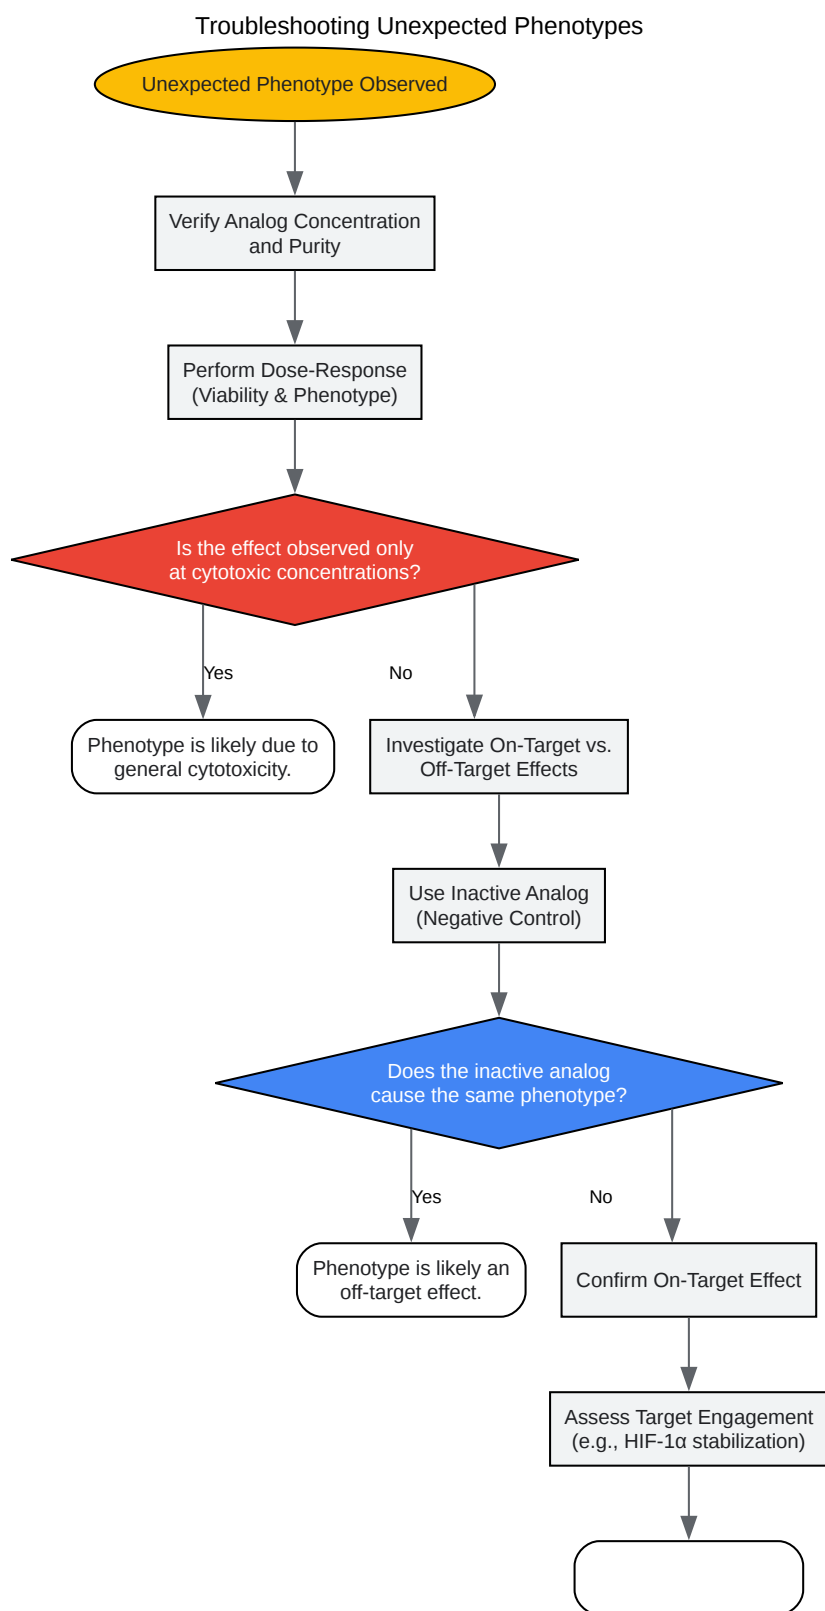 Troubleshooting Unexpected Phenotypes
Unexpected Phenotype Observed
Verify Analog Concentration
and Purity
Perform Dose-Response
(Viability & Phenotype)
Is the effect observed only
at cytotoxic concentrations?
Yes
No
Phenotype is likely due to
general cytotoxicity.
Investigate On-Target vs.
Off-Target Effects
Use Inactive Analog
(Negative Control)
Does the inactive analog
cause the same phenotype?
Yes
No
Phenotype is likely an
off-target effect.
Confirm On-Target Effect
Assess Target Engagement
(e.g., HIF-1α stabilization)